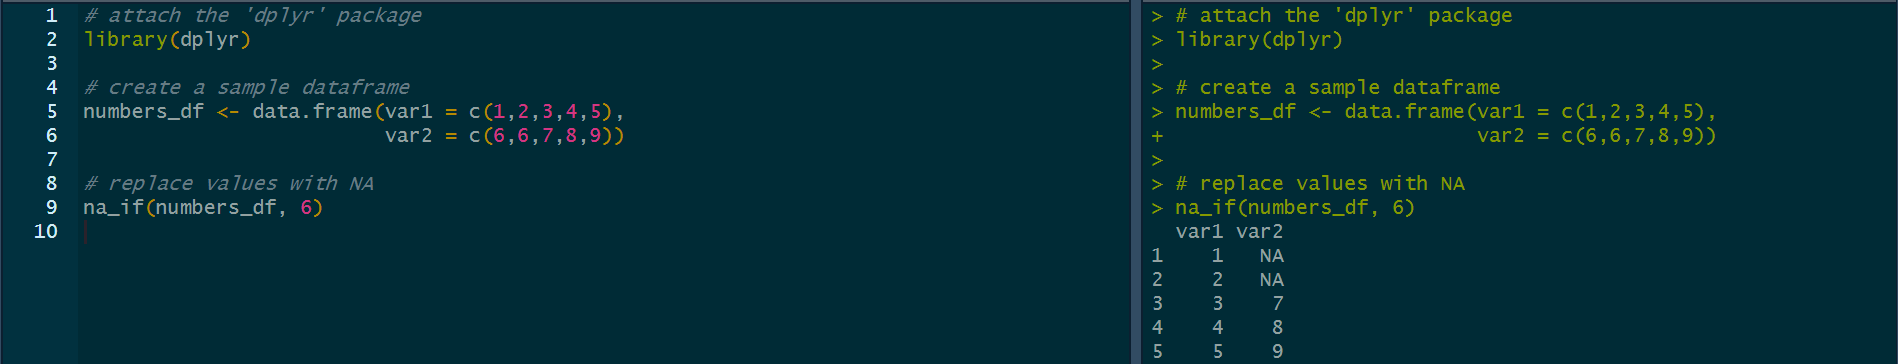 1 # attach the 'dplyr' package
2 library(dplyr)
3
4 # create a sample dataframe
5 numbers_df <- data.frame(var1 = c(1,2,3,4,5),
6                          var2 = c(6,6,7,8,9))
7
8 # replace values with NA
9 na_if(numbers_df, 6)
10
> # attach the 'dplyr' package
> library(dplyr)
>
> # create a sample dataframe
> numbers_df <- data.frame(var1 = c(1,2,3,4,5),
+                          var2 = c(6,6,7,8,9))
>
> # replace values with NA
> na_if(numbers_df, 6)
  var1 var2
1    1   NA
2    2   NA
3    3    7
4    4    8
5    5    9